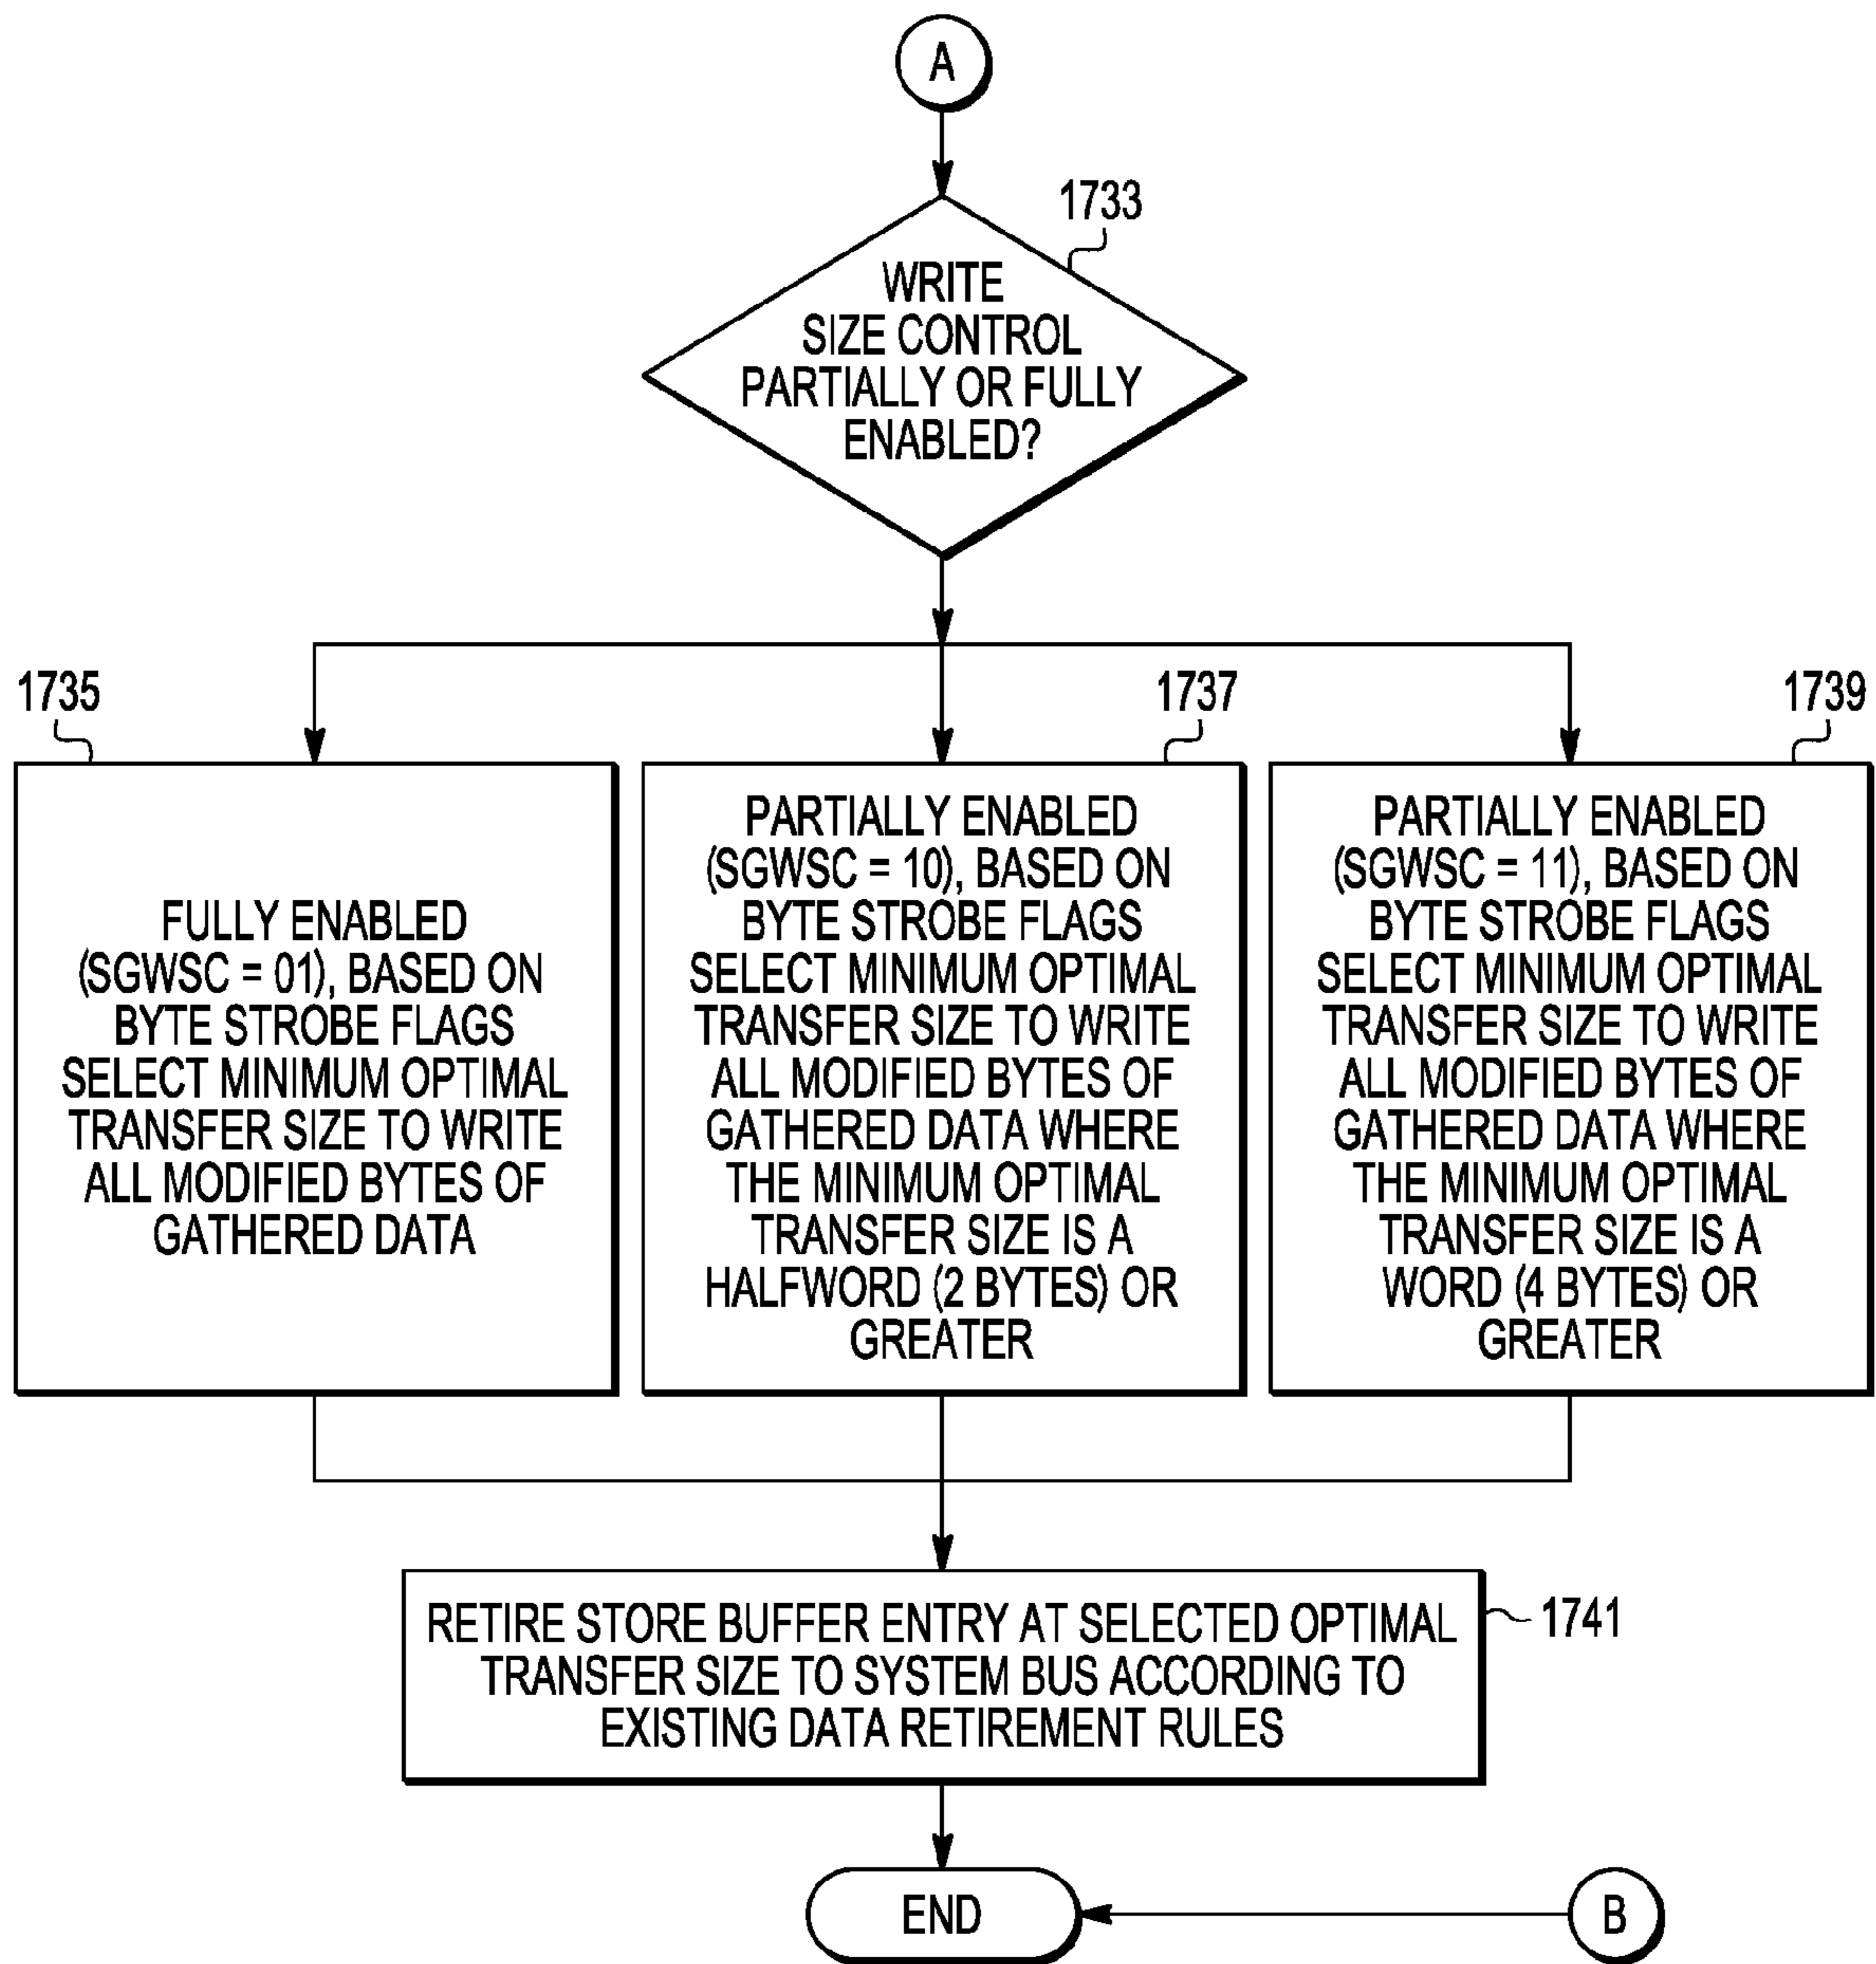 A
1733
WRITE
SIZE CONTROL
PARTIALLY OR FULLY
ENABLED?
1735
FULLY ENABLED
(SGWSC = 01), BASED ON
BYTE STROBE FLAGS
SELECT MINIMUM OPTIMAL
TRANSFER SIZE TO WRITE
ALL MODIFIED BYTES OF
GATHERED DATA
1737
PARTIALLY ENABLED
(SGWSC = 10), BASED ON
BYTE STROBE FLAGS
SELECT MINIMUM OPTIMAL
TRANSFER SIZE TO WRITE
ALL MODIFIED BYTES OF
GATHERED DATA WHERE
THE MINIMUM OPTIMAL
TRANSFER SIZE IS A
HALFWORD (2 BYTES) OR
GREATER
1739
PARTIALLY ENABLED
(SGWSC = 11), BASED ON
BYTE STROBE FLAGS
SELECT MINIMUM OPTIMAL
TRANSFER SIZE TO WRITE
ALL MODIFIED BYTES OF
GATHERED DATA WHERE
THE MINIMUM OPTIMAL
TRANSFER SIZE IS A
WORD (4 BYTES) OR
GREATER
RETIRE STORE BUFFER ENTRY AT SELECTED OPTIMAL
TRANSFER SIZE TO SYSTEM BUS ACCORDING TO
EXISTING DATA RETIREMENT RULES
1741
END
B